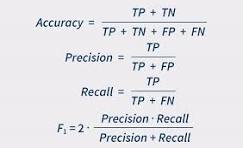 Accuracy = TP + TN / TP + TN + FP + FN
Precision = TP / TP + FP
Recall = TP / TP + FN
F₁ = 2 · Precision · Recall / Precision + Recall